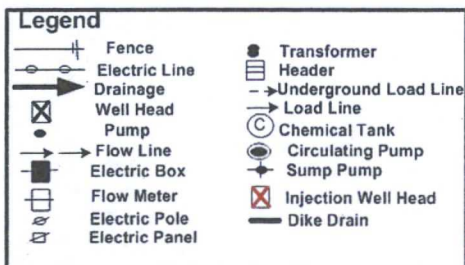 Legend
Fence
Electric Line
Drainage
Well Head
Pump
Flow Line
Electric Box
Flow Meter
Electric Pole
Electric Panel
Transformer
Header
Underground Load Line
Load Line
C Chemical Tank
Circulating Pump
Sump Pump
Injection Well Head
Dike Drain